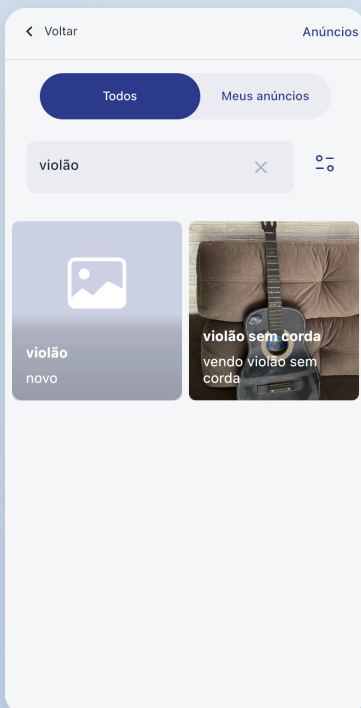 Voltar
Anúncios
Todos
Meus anúncios
violão
violão
novo
violão sem corda
vendo violão sem
corda